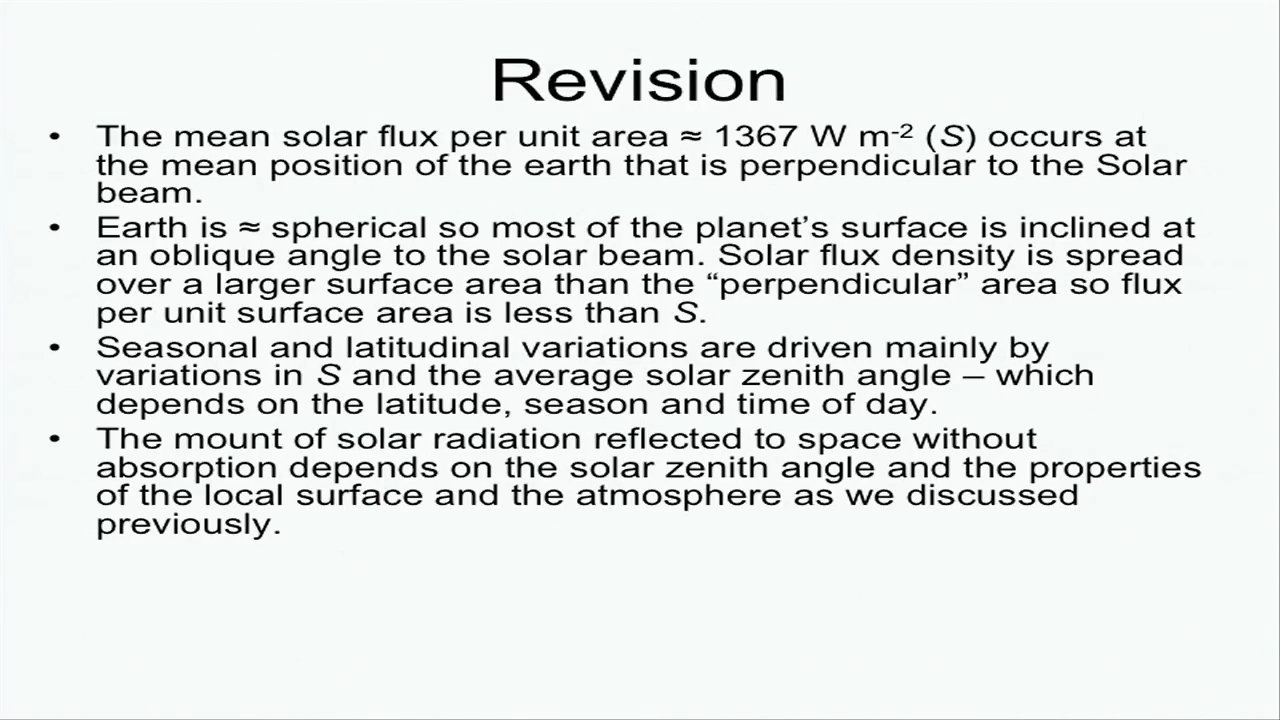 Revision
• The mean solar flux per unit area ≈ 1367 W m-2 (S) occurs at
the mean position of the earth that is perpendicular to the Solar
beam.
• Earth is ≈ spherical so most of the planet’s surface is inclined at
an oblique angle to the solar beam. Solar flux density is spread
over a larger surface area than the “perpendicular” area so flux
per unit surface area is less than S.
• Seasonal and latitudinal variations are driven mainly by
variations in S and the average solar zenith angle – which
depends on the latitude, season and time of day.
• The mount of solar radiation reflected to space without
absorption depends on the solar zenith angle and the properties
of the local surface and the atmosphere as we discussed
previously.